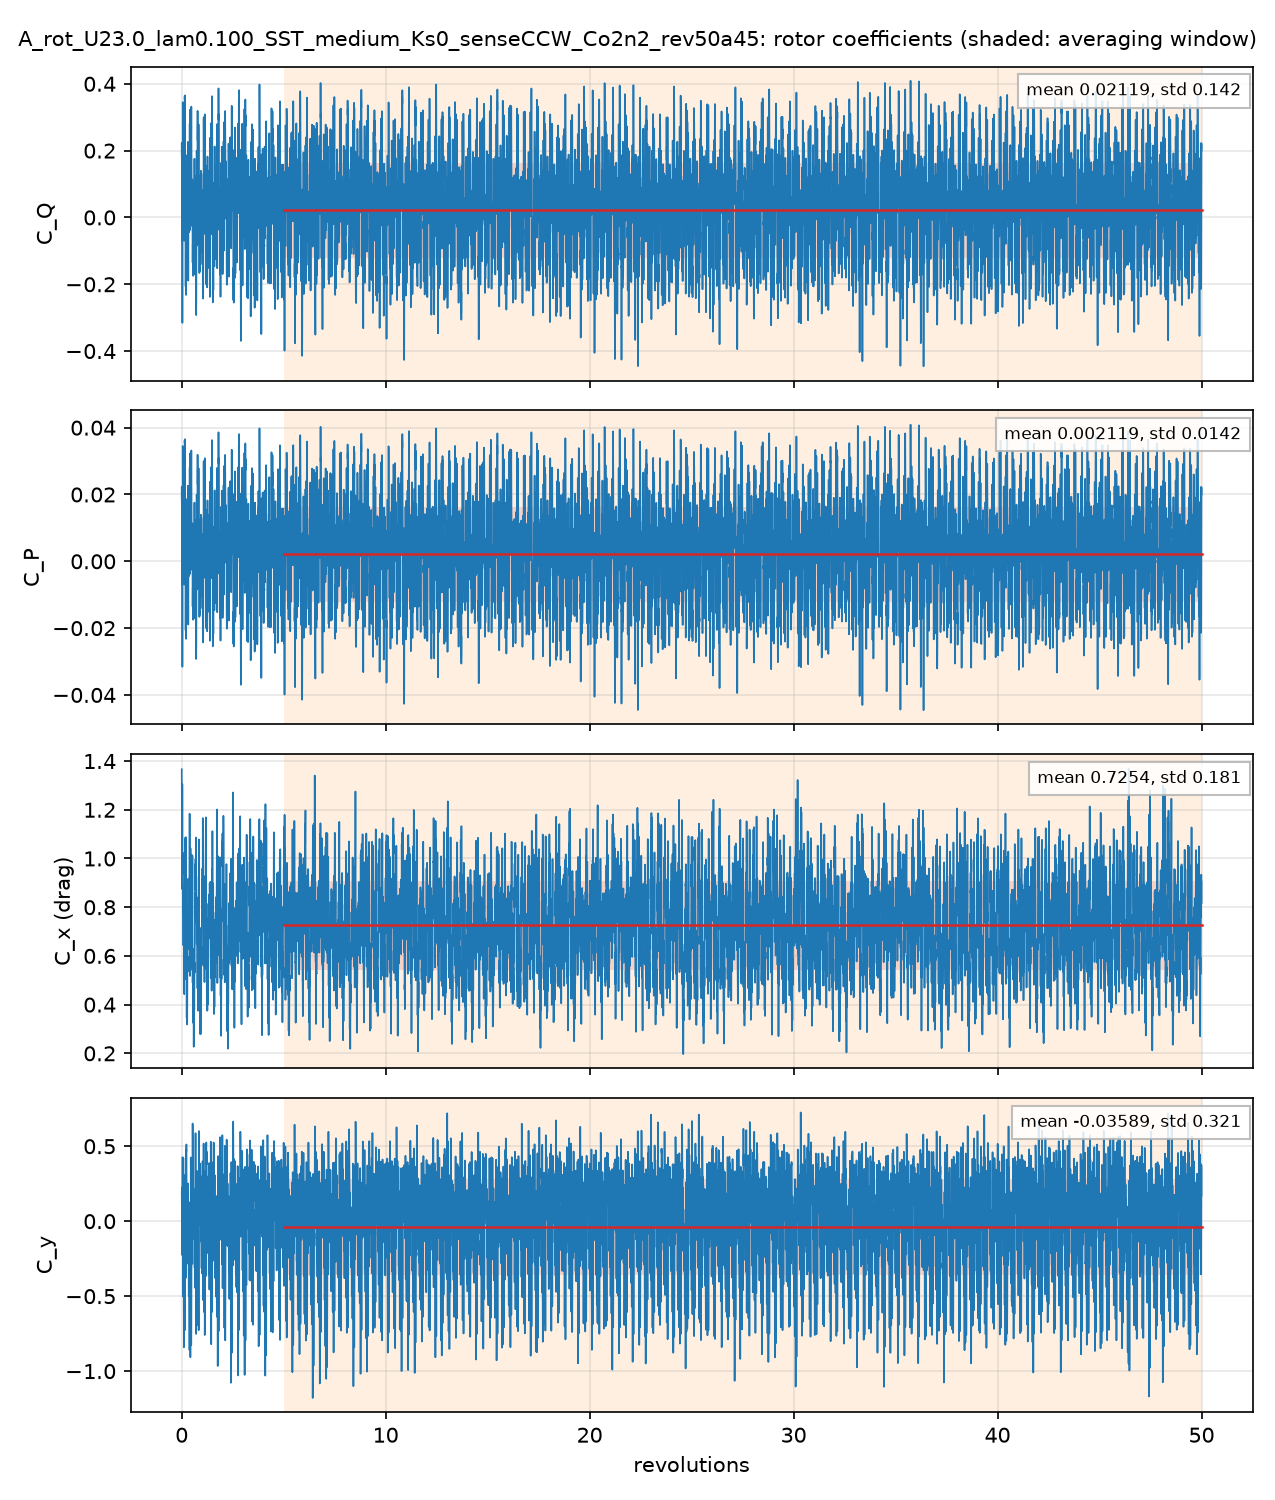 A_rot_U23.0_lam0.100_SST_medium_Ks0_senseCCW_Co2n2_rev50a45: rotor coefficients (shaded: averaging window)
mean 0.02119, std 0.142
0.4
0.2
0.0
−0.2
−0.4
C_Q
mean 0.002119, std 0.0142
0.04
0.02
0.00
−0.02
−0.04
C_P
mean 0.7254, std 0.181
1.4
1.2
1.0
0.8
0.6
0.4
0.2
C_x (drag)
mean -0.03589, std 0.321
0.5
0.0
−0.5
−1.0
C_y
0 10 20 30 40 50
revolutions